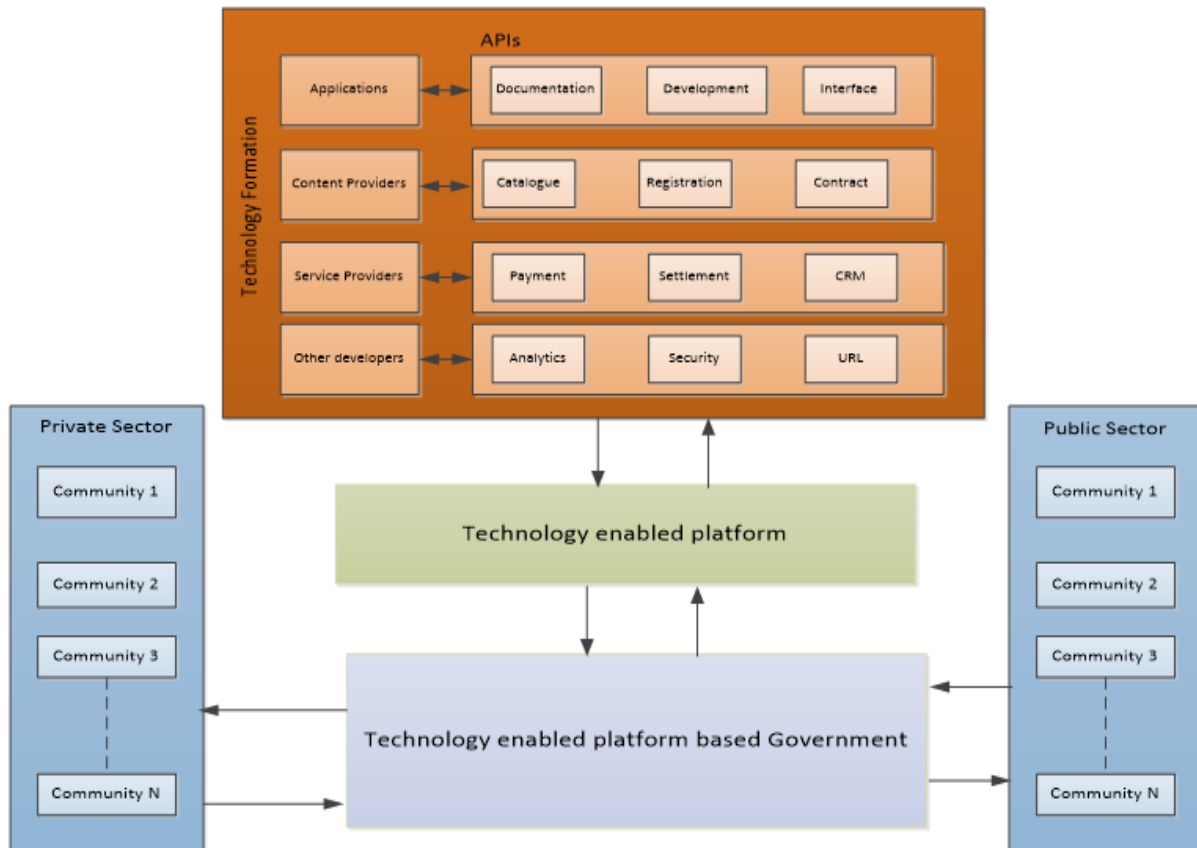 APIs
Technology Formation
Applications
Documentation
Development
Interface
Content Providers
Catalogue
Registration
Contract
Service Providers
Payment
Settlement
CRM
Other developers
Analytics
Security
URL
Private Sector
Community 1
Community 2
Community 3
Community N
Technology enabled platform
Technology enabled platform based Government
Public Sector
Community 1
Community 2
Community 3
Community N